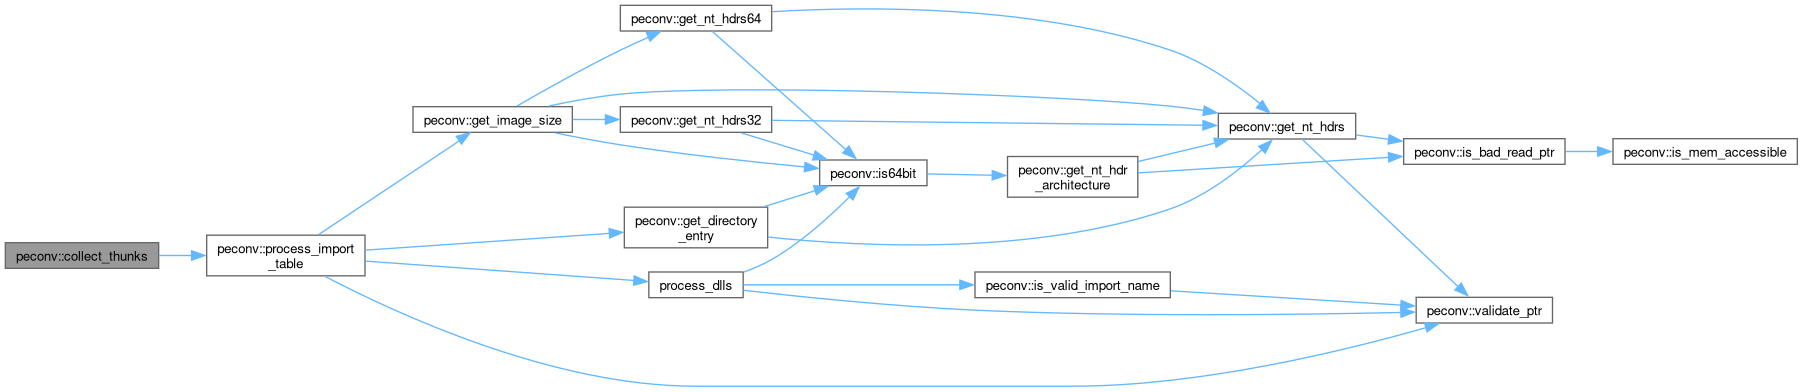 peconv::collect_thunks
peconv::process_import
_table
peconv::get_image_size
peconv::get_nt_hdrs64
peconv::get_nt_hdrs32
peconv::get_directory
_entry
process_dlls
peconv::is64bit
peconv::is_valid_import_name
peconv::get_nt_hdr
_architecture
peconv::get_nt_hdrs
peconv::is_bad_read_ptr
peconv::validate_ptr
peconv::is_mem_accessible